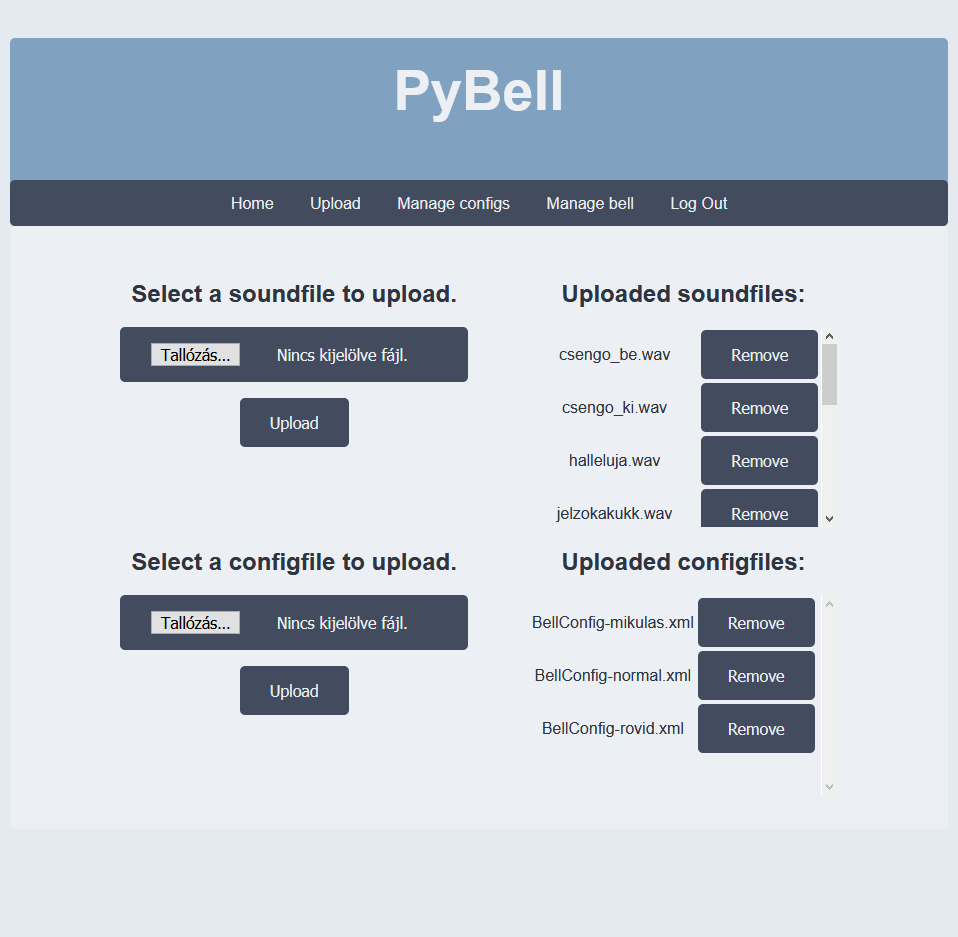 PyBell
Home Upload Manage configs Manage bell Log Out
Select a soundfile to upload.
Tallózás... Nincs kijelölve fájl.
Upload
Uploaded soundfiles:
csengo_be.wav Remove
csengo_ki.wav Remove
halleluja.wav Remove
jelzokakukk.wav Remove
Select a configfile to upload.
Tallózás... Nincs kijelölve fájl.
Upload
Uploaded configfiles:
BellConfig-mikulas.xml Remove
BellConfig-normal.xml Remove
BellConfig-rovid.xml Remove